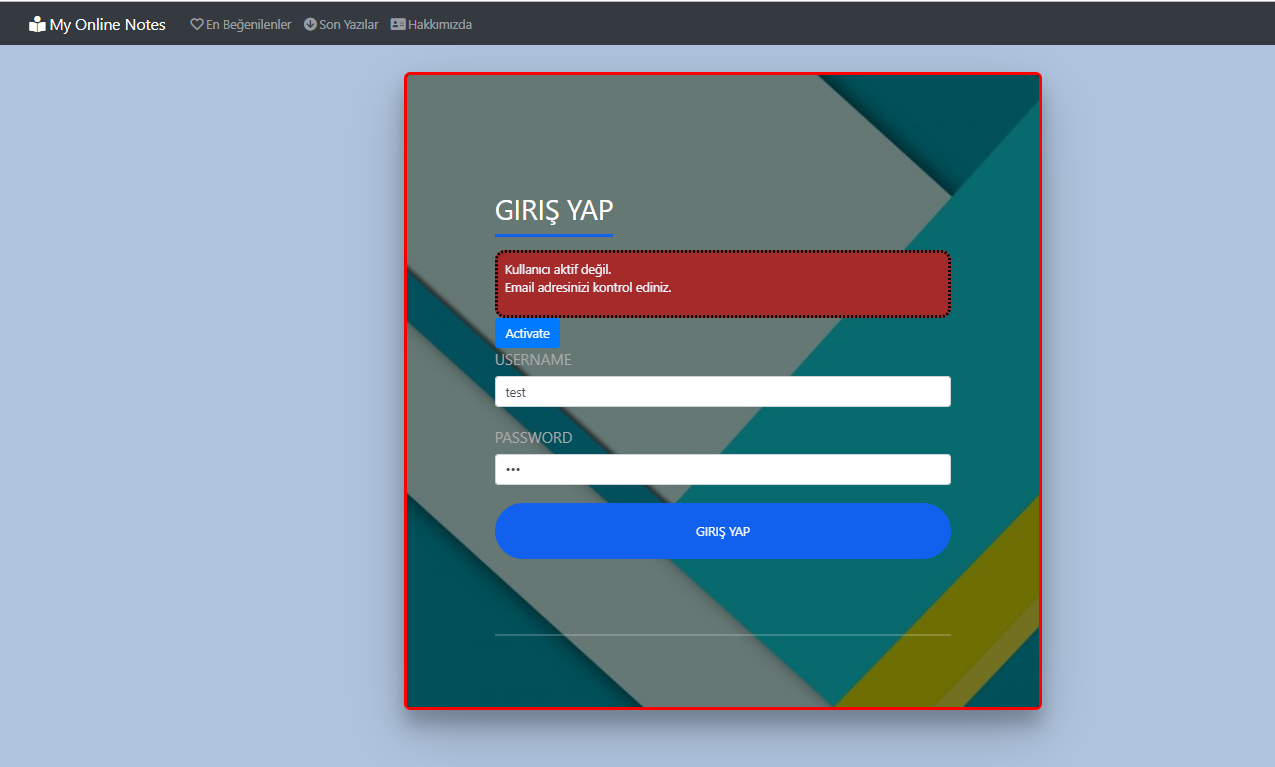 My Online Notes En Beğenilenler Son Yazılar Hakkımızda
GIRIŞ YAP
Kullanıcı aktif değil.
Email adresinizi kontrol ediniz.
Activate
USERNAME
test
PASSWORD
•••
GIRIŞ YAP